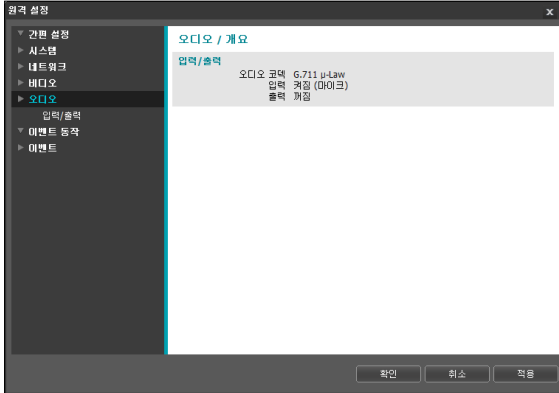 원격 설정
x
간편 설정
시스템
네트워크
비디오
오디오
입력/출력
이벤트 동작
이벤트
오디오 / 개요
입력/출력
오디오 코덱 G.711 µ-Law
입력 켜짐 (마이크)
출력 꺼짐
확인 취소 적용